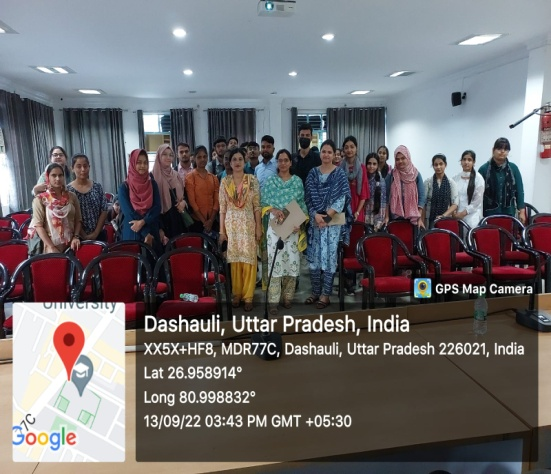 GPS Map Camera
University
7C
Google
Dashauli, Uttar Pradesh, India
XX5X+HF8, MDR77C, Dashauli, Uttar Pradesh 226021, India
Lat 26.958914°
Long 80.998832°
13/09/22 03:43 PM GMT +05:30